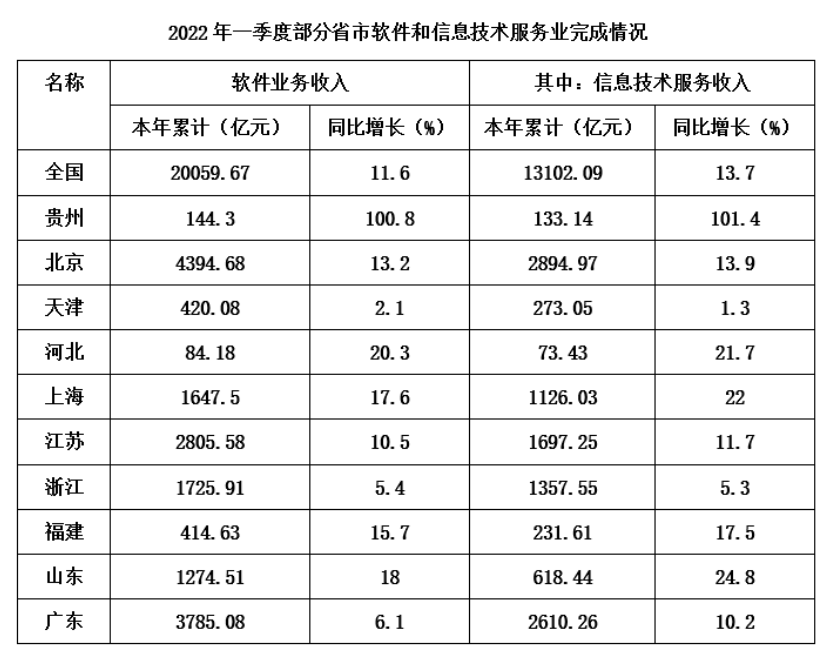 2022 年一季度部分省市软件和信息技术服务业完成情况
名称 软件业务收入 其中：信息技术服务收入
本年累计（亿元） 同比增长（%） 本年累计（亿元） 同比增长（%）
全国 20059.67 11.6 13102.09 13.7
贵州 144.3 100.8 133.14 101.4
北京 4394.68 13.2 2894.97 13.9
天津 420.08 2.1 273.05 1.3
河北 84.18 20.3 73.43 21.7
上海 1647.5 17.6 1126.03 22
江苏 2805.58 10.5 1697.25 11.7
浙江 1725.91 5.4 1357.55 5.3
福建 414.63 15.7 231.61 17.5
山东 1274.51 18 618.44 24.8
广东 3785.08 6.1 2610.26 10.2